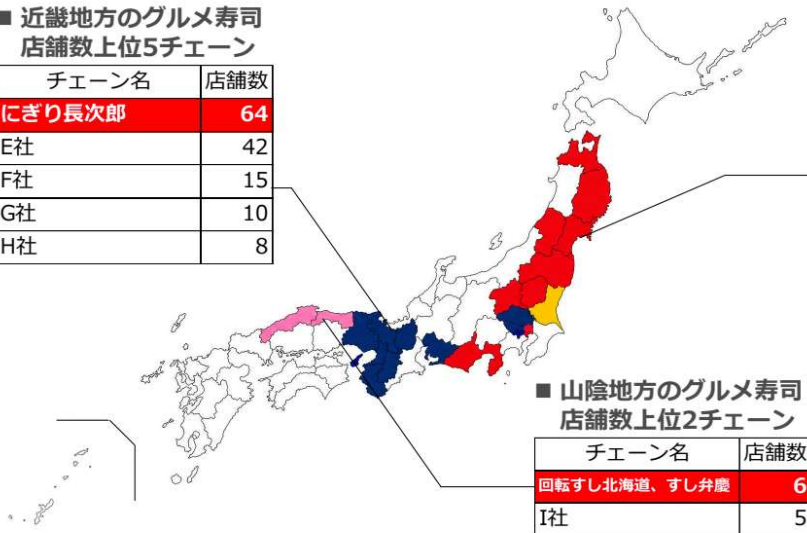 ■ 近畿地方のグルメ寿司
店舗数上位5チェーン
チェーン名 店舗数
にぎり長次郎 64
E社 42
F社 15
G社 10
H社 8
■ 山陰地方のグルメ寿司
店舗数上位2チェーン
チェーン名 店舗数
回転すし北海道、すし弁慶 6
I社 5